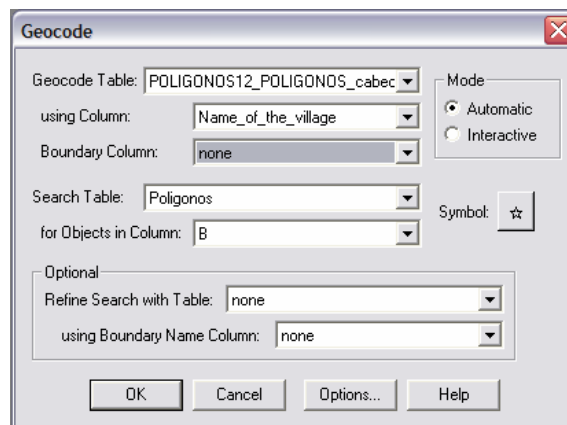 Geocode
Geocode Table: POLIGONOS12_POLIGONOS_cabec
using Column: Name_of_the_village
Boundary Column: none
Mode
Automatic
Interactive
Search Table: Poligonos
for Objects in Column: B
Symbol:
Optional
Refine Search with Table: none
using Boundary Name Column: none
OK Cancel Options... Help